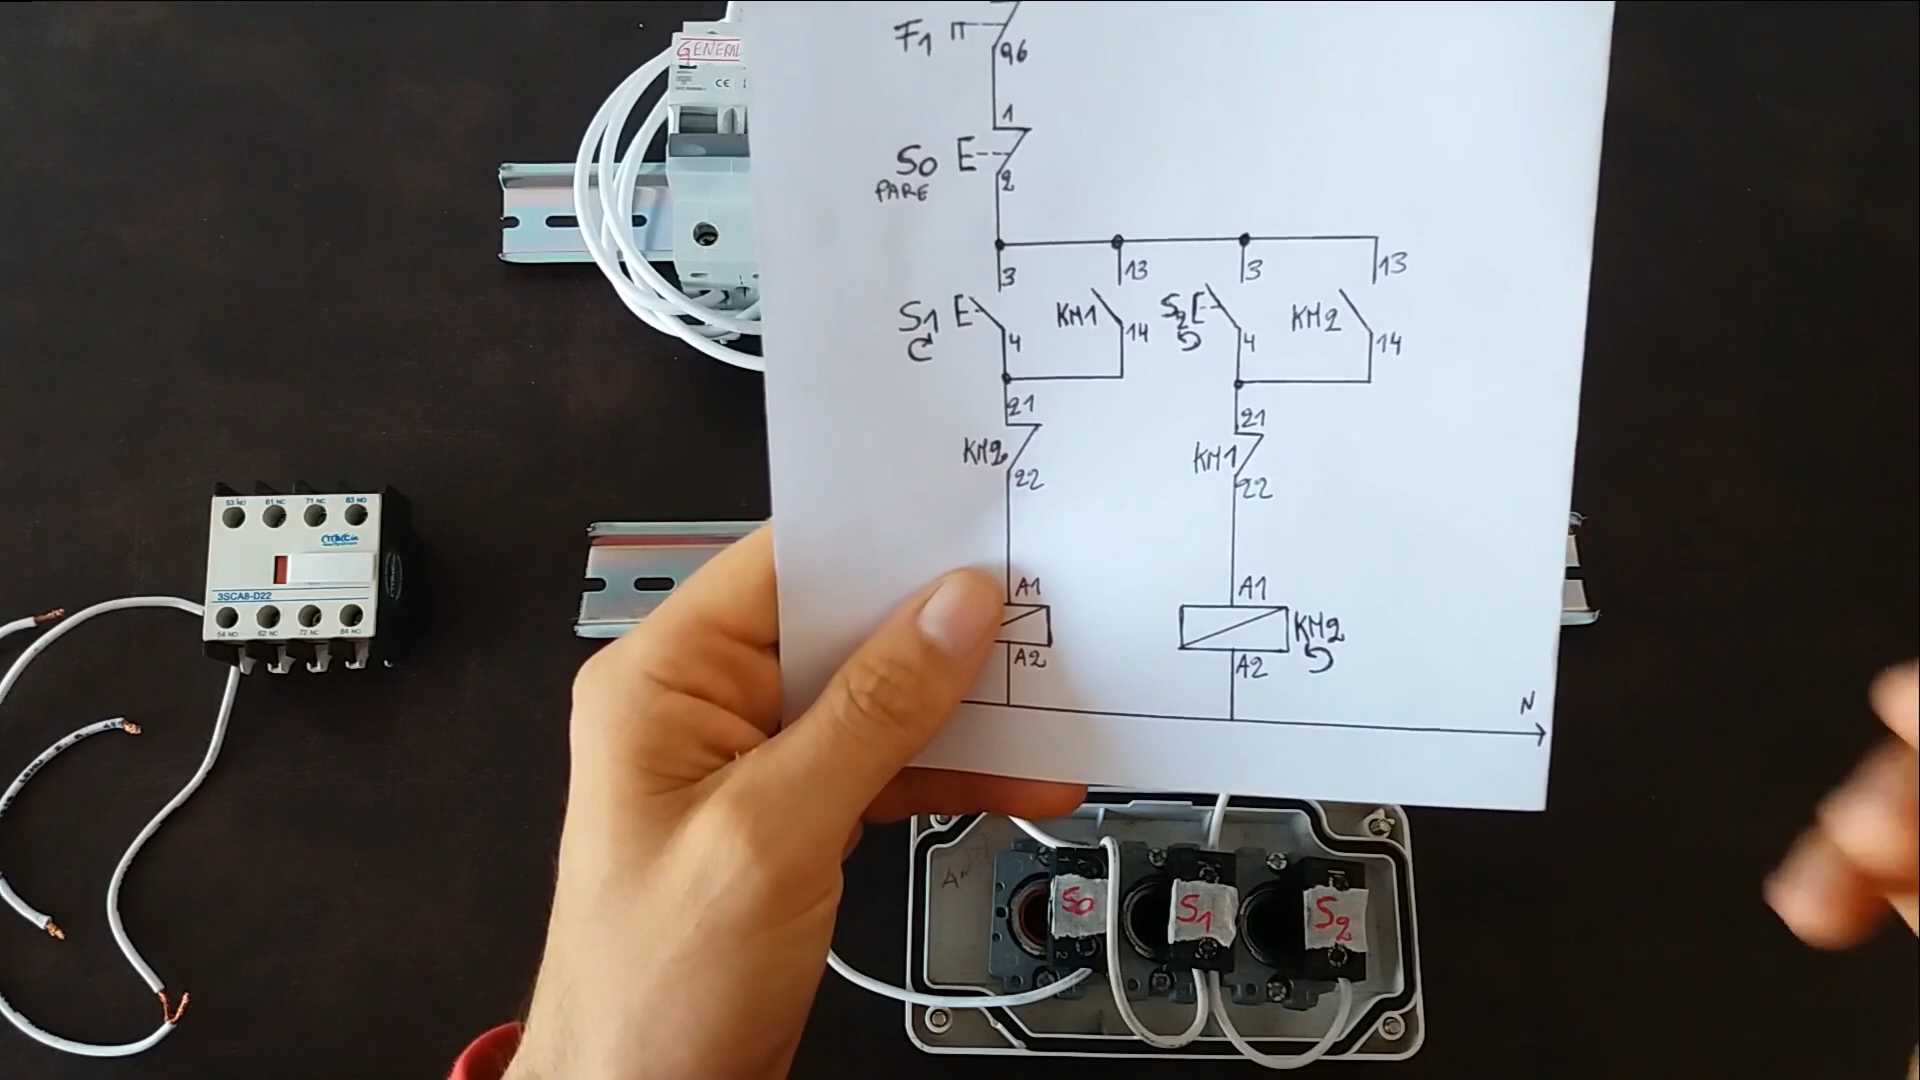 GENERAL
CE
F1
96
1
S0
PARE
2
3
13
3
13
S1
KM1
S2
KM2
4
14
4
14
21
21
KM2
KM1
22
22
A1
A1
KM2
A2
A2
N
53 NO
61 NC
71 NC
83 NO
3SCA8-D22
54 NO
62 NC
72 NC
84 NO
S0
S1
S2
2